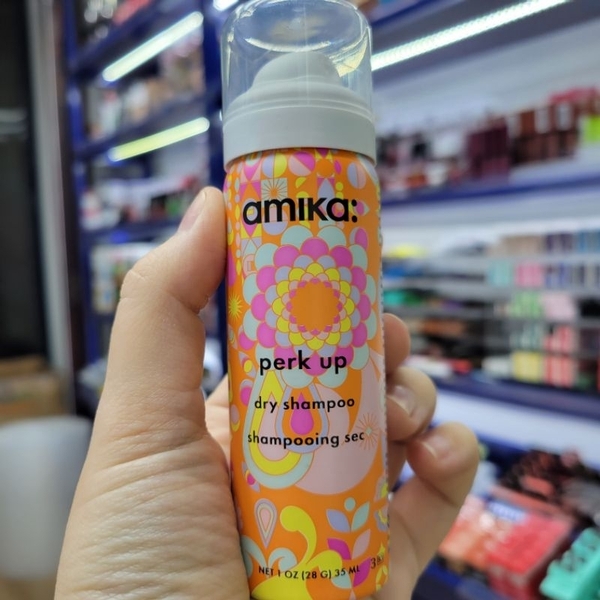 amika:
perk up
dry shampoo
shampooing sec
NET 1 OZ (28 G) 35 ML